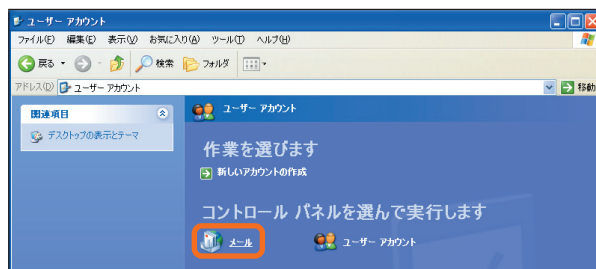 ユーザー アカウント
ファイル(F) 編集(E) 表示(V) お気に入り(A) ツール(T) ヘルプ(H)
戻る 検索 フォルダ
アドレス(D) ユーザー アカウント 移動
関連項目 ユーザー アカウント
デスクトップの表示とテーマ
作業を選びます
新しいアカウントの作成
コントロール パネルを選んで実行します
メール ユーザー アカウント